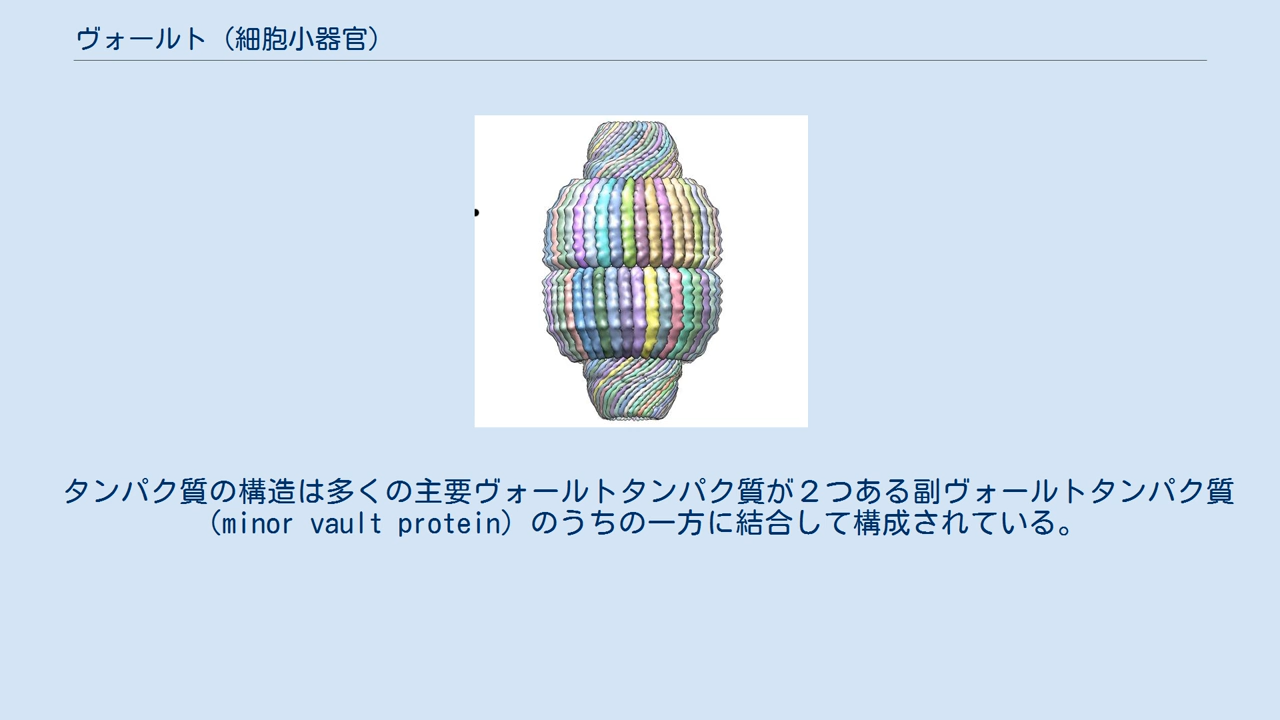 ヴォールト（細胞小器官）
タンパク質の構造は多くの主要ヴォールトタンパク質が２つある副ヴォールトタンパク質
（minor vault protein）のうちの一方に結合して構成されている。